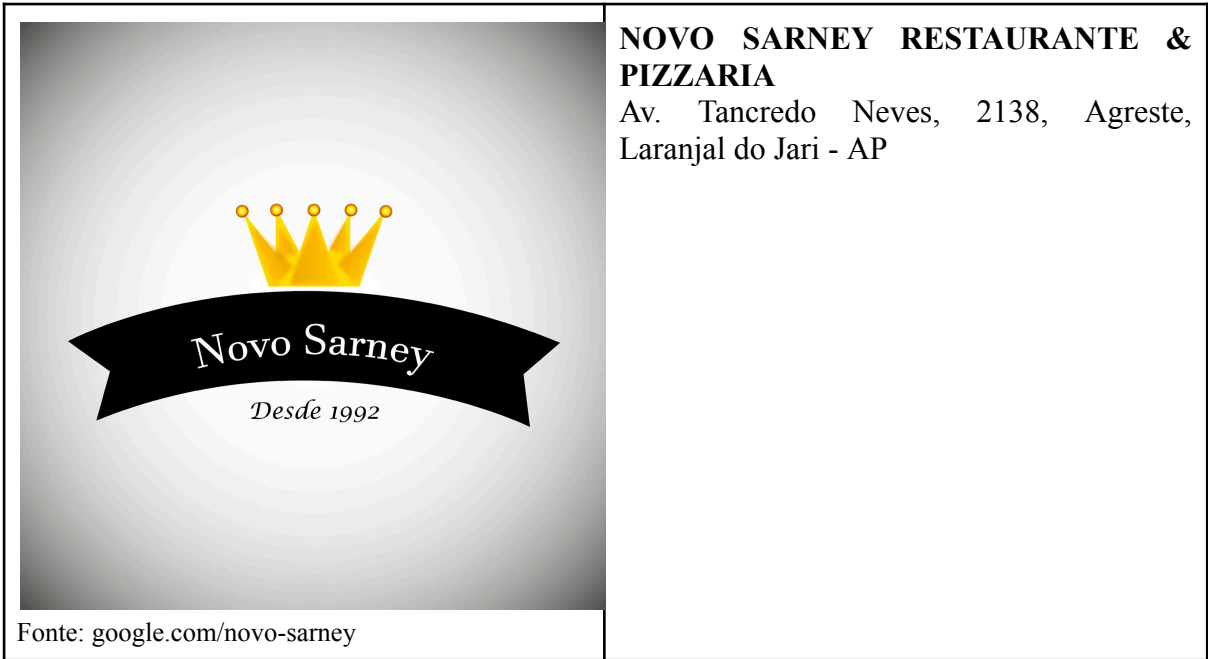 Novo Sarney
Desde 1992
Fonte: google.com/novo-sarney
NOVO SARNEY RESTAURANTE &
PIZZARIA
Av. Tancredo Neves, 2138, Agreste,
Laranjal do Jari - AP